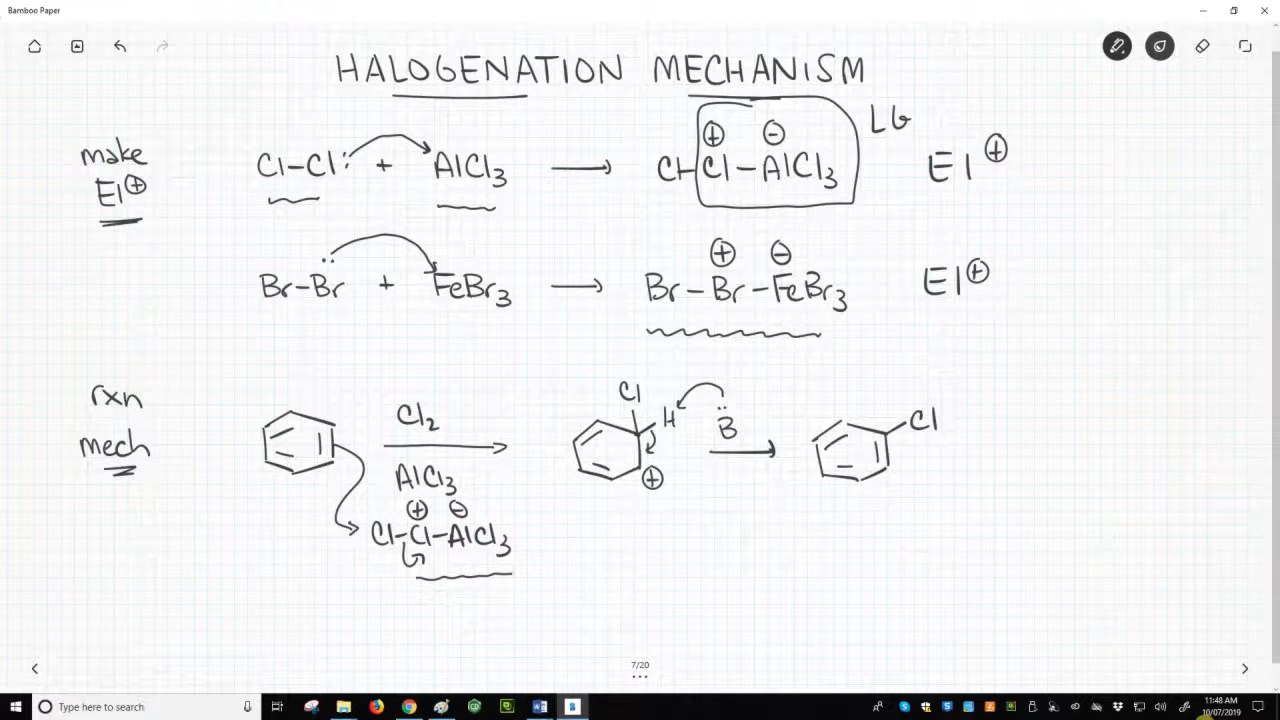 Bamboo Paper
HALOGENATION MECHANISM
make
El⊕
Cl-Cl: + AlCl3 → Cl-Cl-AlCl3 El⊕
⊕ ⊖
LG
Br-Br + FeBr3 → Br-Br-FeBr3 El⊕
⊕ ⊖
rxn
mech
Cl2
AlCl3
⊕ ⊖
Cl-Cl-AlCl3
Cl
H
B
⊕
Cl
7/20
Type here to search
11:48 AM
10/07/2019